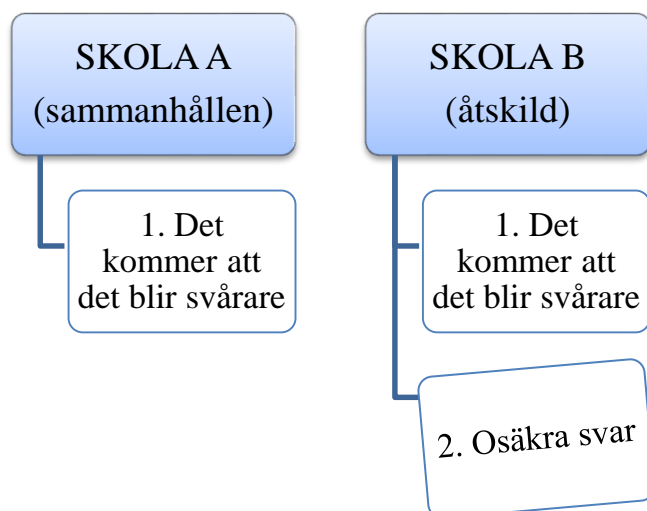 SKOLA A
(sammanhållen)
1. Det
kommer att
det blir svårare
SKOLA B
(åtskild)
1. Det
kommer att
det blir svårare
2. Osäkra svar